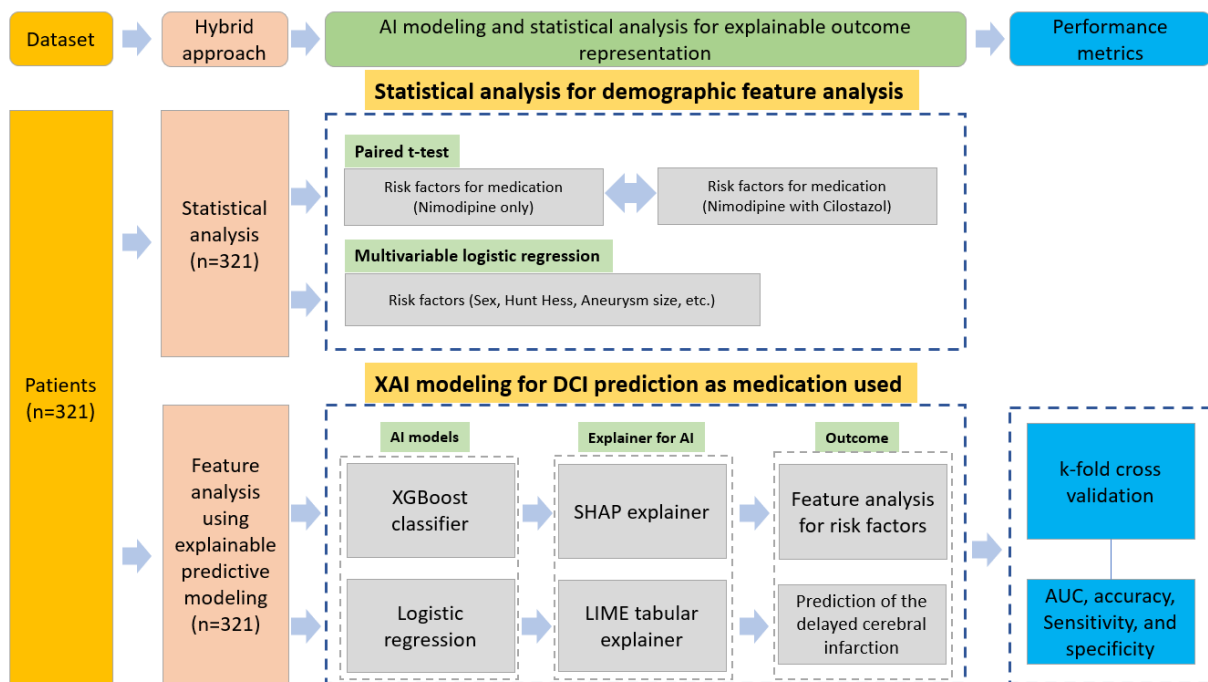 Dataset
Hybrid
approach
AI modeling and statistical analysis for explainable outcome
representation
Performance
metrics
Statistical analysis for demographic feature analysis
Patients
(n=321)
Statistical
analysis
(n=321)
Paired t-test
Risk factors for medication
(Nimodipine only)
Risk factors for medication
(Nimodipine with Cilostazol)
Multivariable logistic regression
Risk factors (Sex, Hunt Hess, Aneurysm size, etc.)
XAI modeling for DCI prediction as medication used
Feature
analysis
using
explainable
predictive
modeling
(n=321)
AI models
Explainer for AI
Outcome
XGBoost
classifier
SHAP explainer
Feature analysis
for risk factors
Logistic
regression
LIME tabular
explainer
Prediction of the
delayed cerebral
infarction
k-fold cross
validation
AUC, accuracy,
Sensitivity, and
specificity